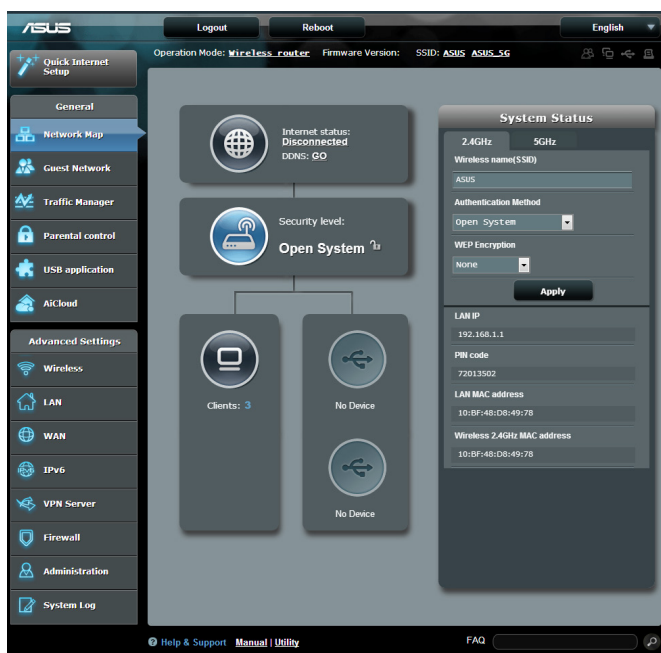 ASUS
Logout
Reboot
English
Operation Mode: Wireless router Firmware Version: SSID: ASUS ASUS_5G
Quick Internet
Setup
General
Network Map
Guest Network
Traffic Manager
Parental control
USB application
AiCloud
Advanced Settings
Wireless
LAN
WAN
IPv6
VPN Server
Firewall
Administration
System Log
Internet status:
Disconnected
DDNS: GO
Security level:
Open System
Clients: 3
No Device
No Device
System Status
2.4GHz 5GHz
Wireless name(SSID)
ASUS
Authentication Method
Open System
WEP Encryption
None
Apply
LAN IP
192.168.1.1
PIN code
72013502
LAN MAC address
10:BF:48:D8:49:78
Wireless 2.4GHz MAC address
10:BF:48:D8:49:78
Help & Support Manual | Utility
FAQ